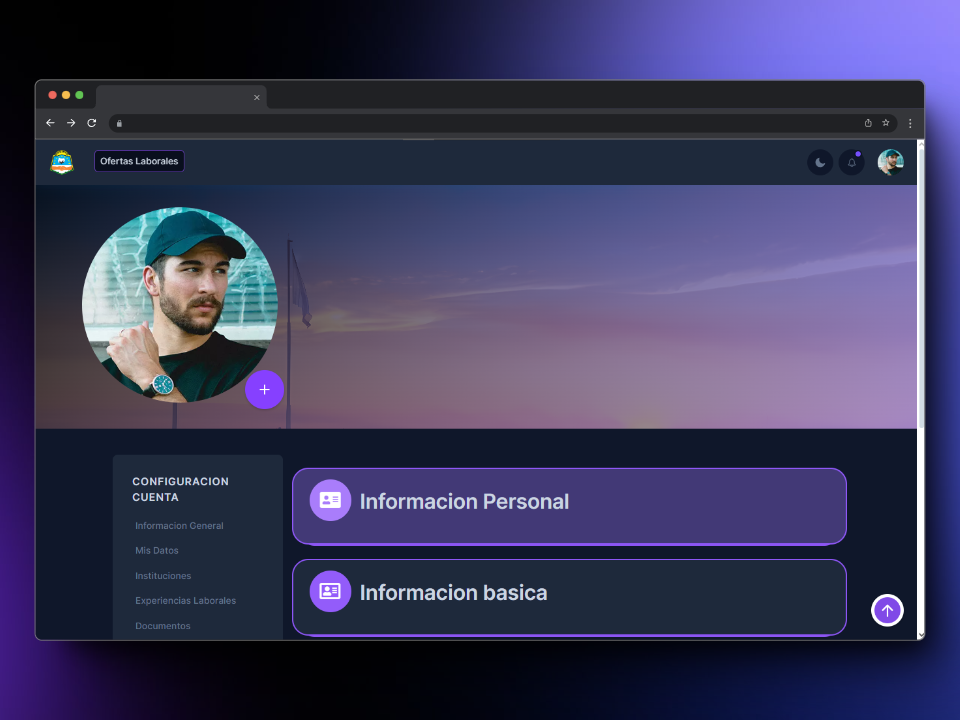 Ofertas Laborales
CONFIGURACION
CUENTA
Informacion General
Mis Datos
Instituciones
Experiencias Laborales
Documentos
Informacion Personal
Informacion basica